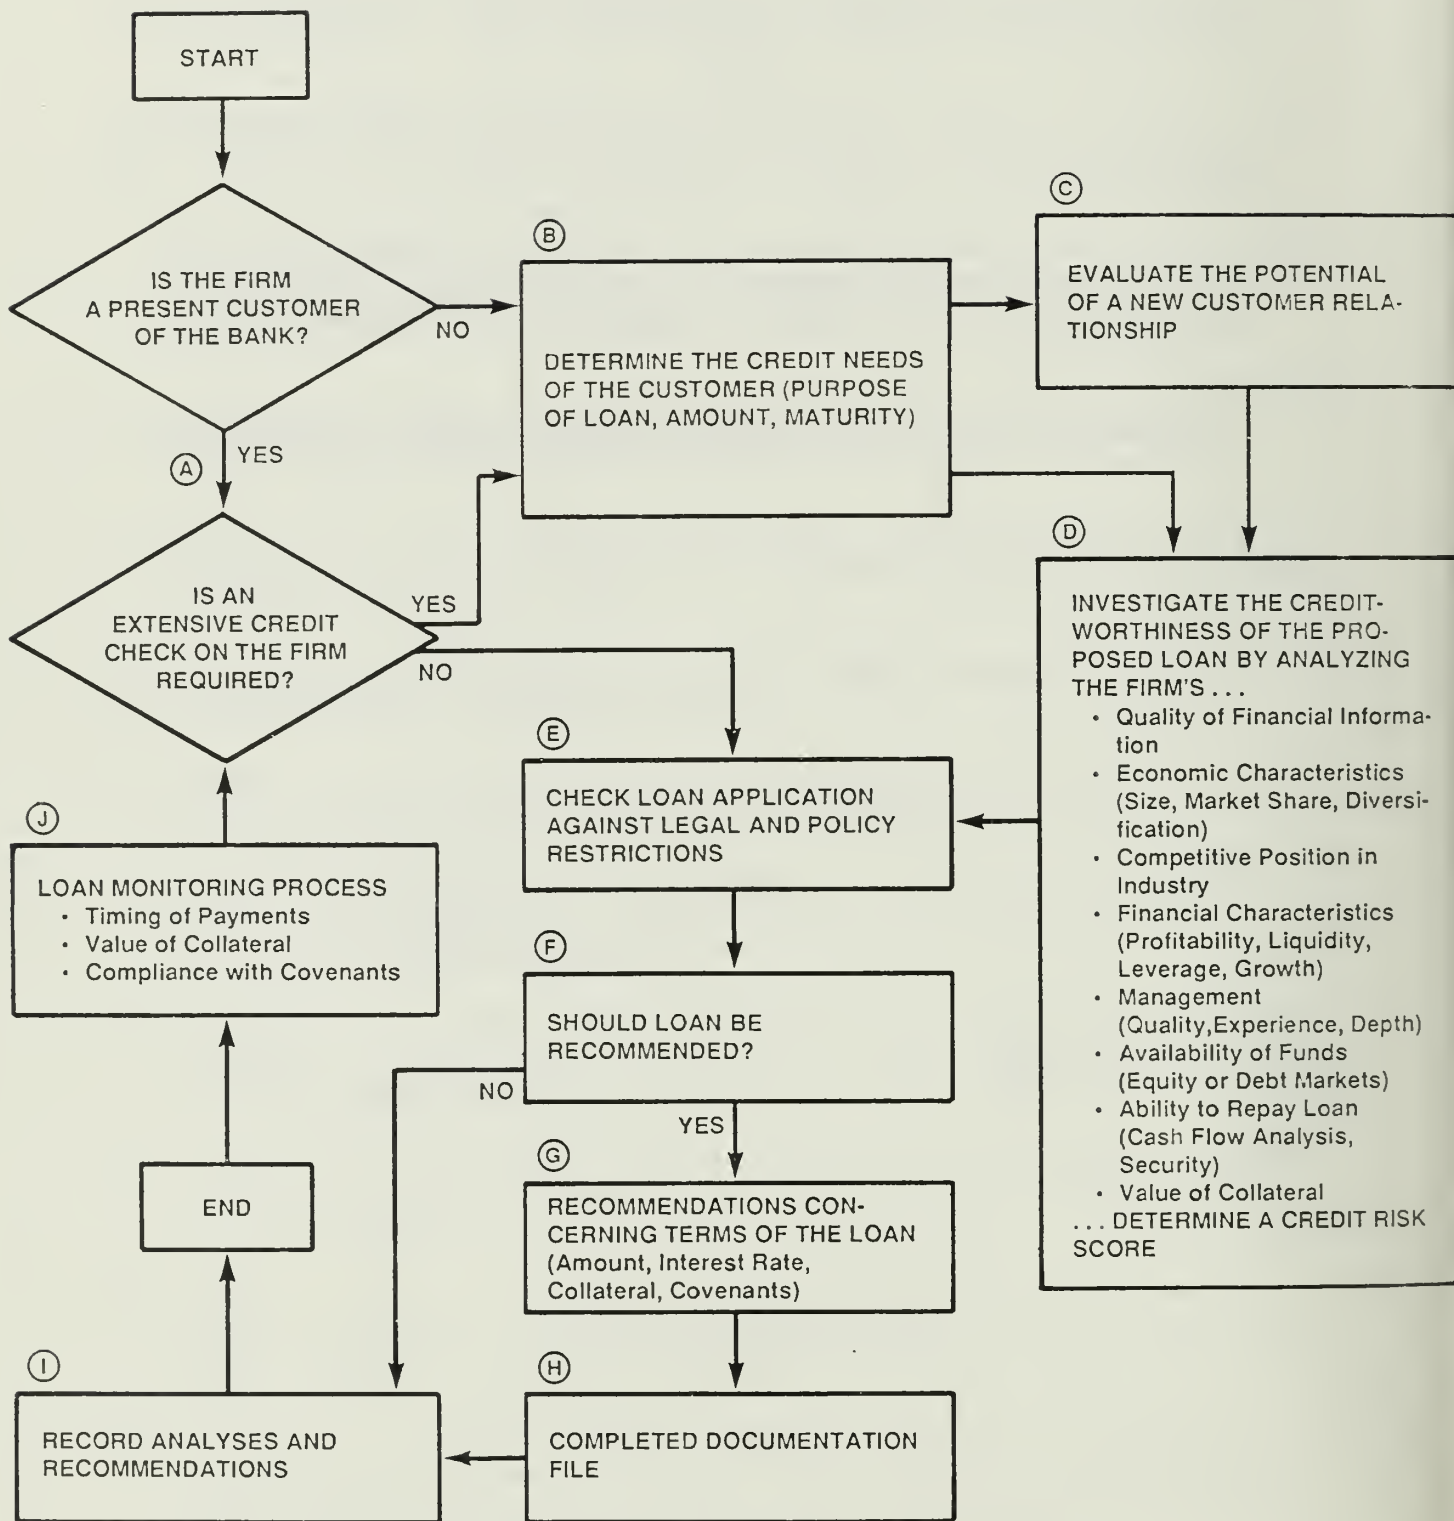 START
IS THE FIRM
A PRESENT CUSTOMER
OF THE BANK?
NO
YES
A
B
DETERMINE THE CREDIT NEEDS
OF THE CUSTOMER (PURPOSE
OF LOAN, AMOUNT, MATURITY)
C
EVALUATE THE POTENTIAL
OF A NEW CUSTOMER RELA-
TIONSHIP
IS AN
EXTENSIVE CREDIT
CHECK ON THE FIRM
REQUIRED?
YES
NO
D
INVESTIGATE THE CREDIT-
WORTHINESS OF THE PRO-
POSED LOAN BY ANALYZING
THE FIRM'S ...
• Quality of Financial Informa-
tion
• Economic Characteristics
(Size, Market Share, Diversi-
fication)
• Competitive Position in
Industry
• Financial Characteristics
(Profitability, Liquidity,
Leverage, Growth)
• Management
(Quality,Experience, Depth)
• Availability of Funds
(Equity or Debt Markets)
• Ability to Repay Loan
(Cash Flow Analysis,
Security)
• Value of Collateral
... DETERMINE A CREDIT RISK
SCORE
E
CHECK LOAN APPLICATION
AGAINST LEGAL AND POLICY
RESTRICTIONS
F
SHOULD LOAN BE
RECOMMENDED?
NO
YES
G
RECOMMENDATIONS CON-
CERNING TERMS OF THE LOAN
(Amount, Interest Rate,
Collateral, Covenants)
H
COMPLETED DOCUMENTATION
FILE
I
RECORD ANALYSES AND
RECOMMENDATIONS
END
J
LOAN MONITORING PROCESS
• Timing of Payments
• Value of Collateral
• Compliance with Covenants